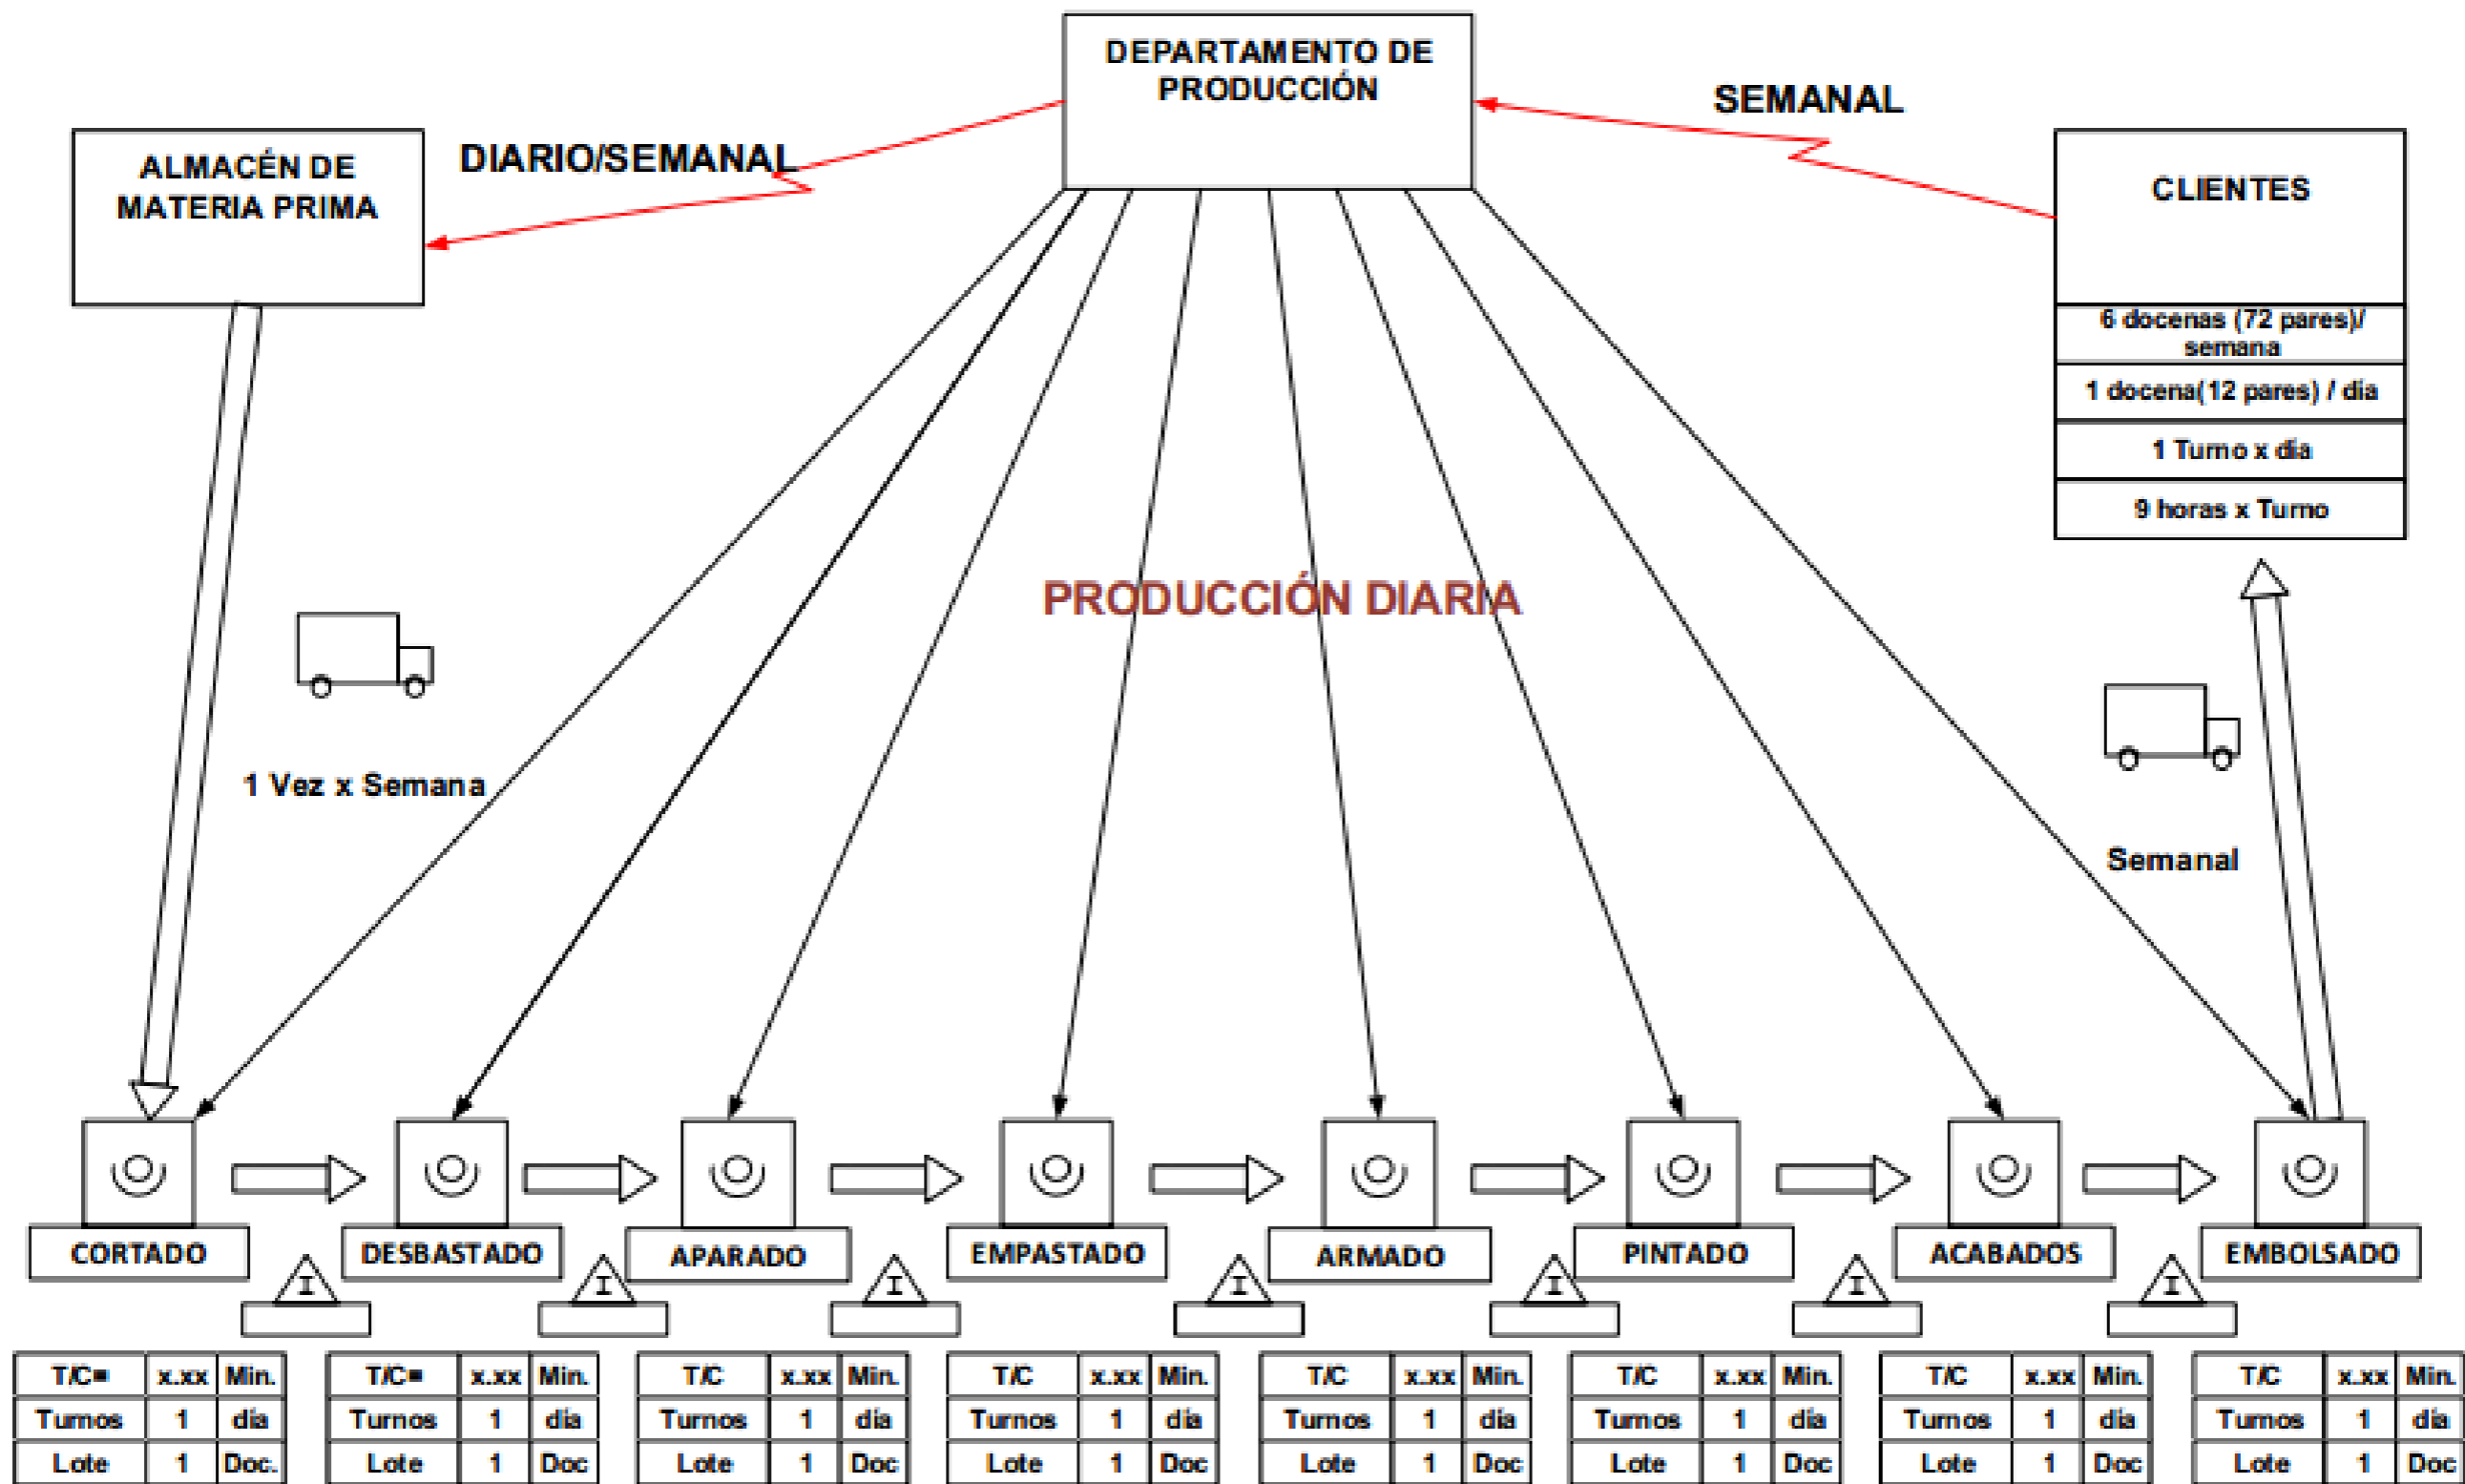 DEPARTAMENTO DE
PRODUCCIÓN
SEMANAL
DIARIO/SEMANAL
ALMACÉN DE
MATERIA PRIMA
CLIENTES
6 docenas (72 pares)/
semana
1 docena(12 pares) / día
1 Turno x día
9 horas x Turno
PRODUCCIÓN DIARIA
1 Vez x Semana
Semanal
CORTADO
DESBASTADO
APARADO
EMPASTADO
ARMADO
PINTADO
ACABADOS
EMBOLSADO
I I I I I I I
T/C= x.xx Min. T/C= x.xx Min. T/C x.xx Min. T/C x.xx Min. T/C x.xx Min. T/C x.xx Min. T/C x.xx Min. T/C x.xx Min.
Turnos 1 día Turnos 1 día Turnos 1 día Turnos 1 día Turnos 1 día Turnos 1 día Turnos 1 día Turnos 1 día
Lote 1 Doc. Lote 1 Doc Lote 1 Doc Lote 1 Doc Lote 1 Doc Lote 1 Doc Lote 1 Doc Lote 1 Doc